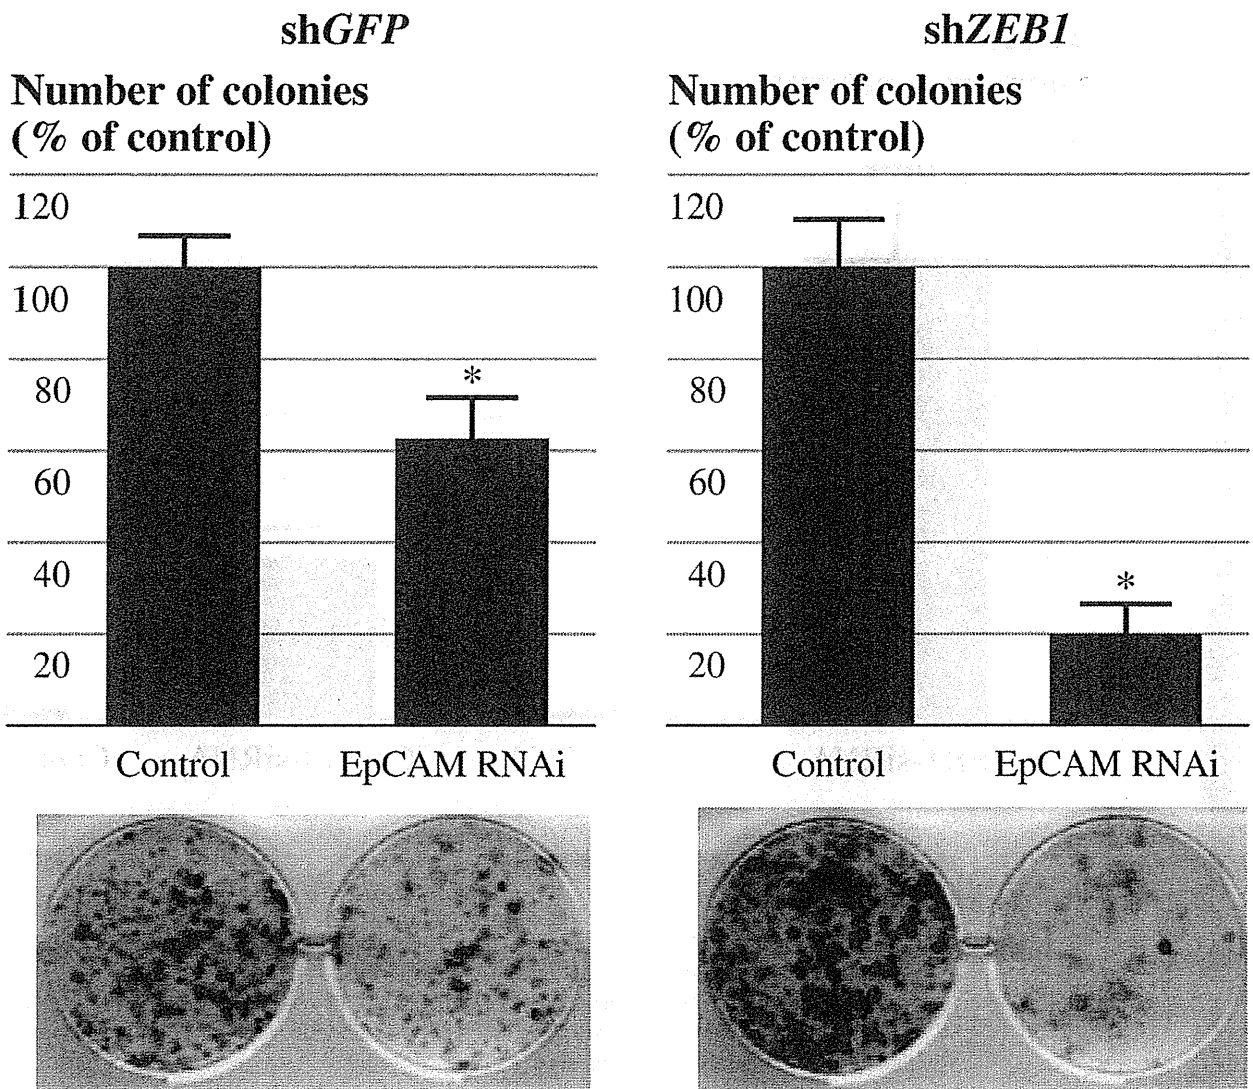 shGFP
Number of colonies
(% of control)
120
100
80
60
40
20
*
Control EpCAM RNAi
shZEB1
Number of colonies
(% of control)
120
100
80
60
40
20
*
Control EpCAM RNAi